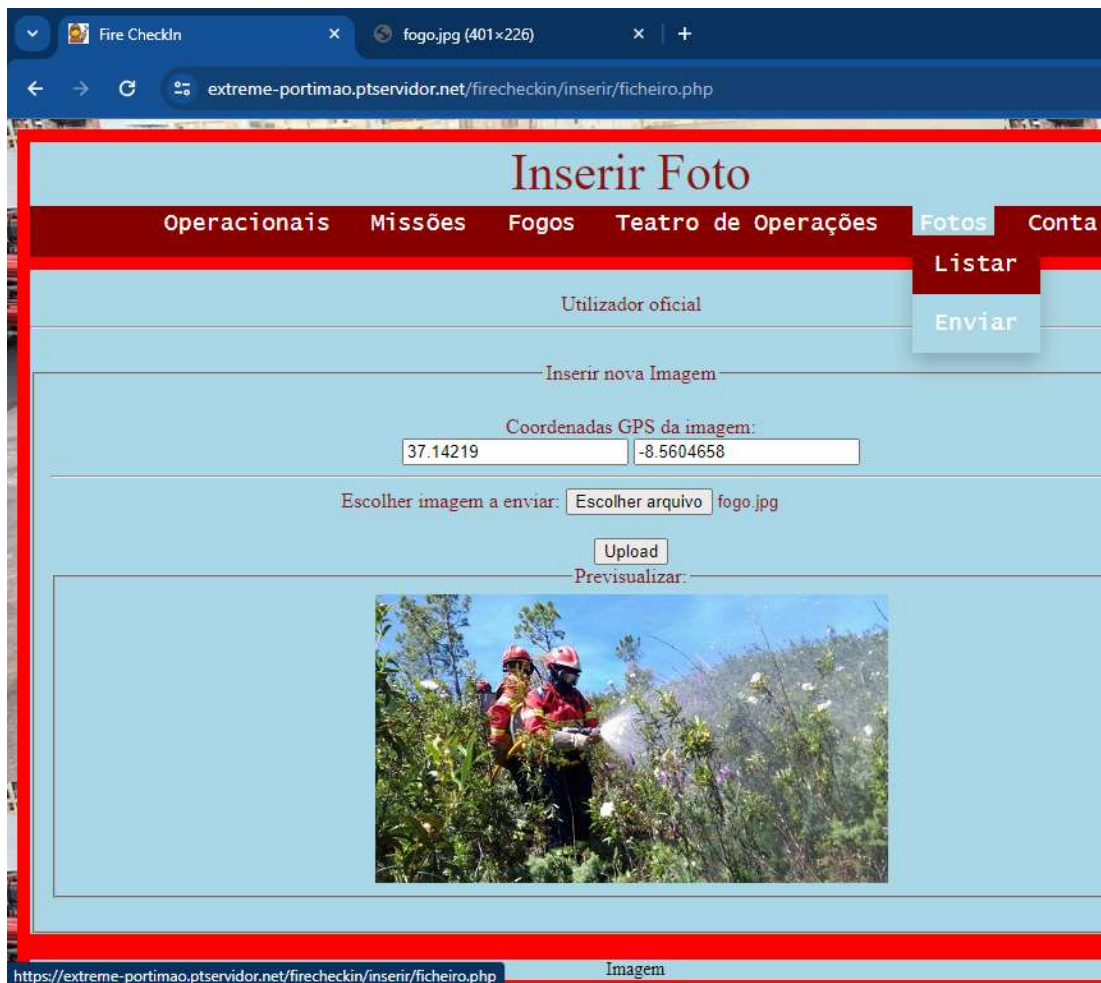 Fire CheckIn
fogo.jpg (401×226)
extreme-portimao.ptservidor.net/firecheckin/inserir/ficheiro.php
Inserir Foto
Operacionais Missões Fogos Teatro de Operações Fotos Conta
Listar
Enviar
Utilizador oficial
Inserir nova Imagem
Coordenadas GPS da imagem:
37.14219 -8.5604658
Escolher imagem a enviar: Escolher arquivo fogo.jpg
Upload
Previsualizar:
Imagem
https://extreme-portimao.ptservidor.net/firecheckin/inserir/ficheiro.php